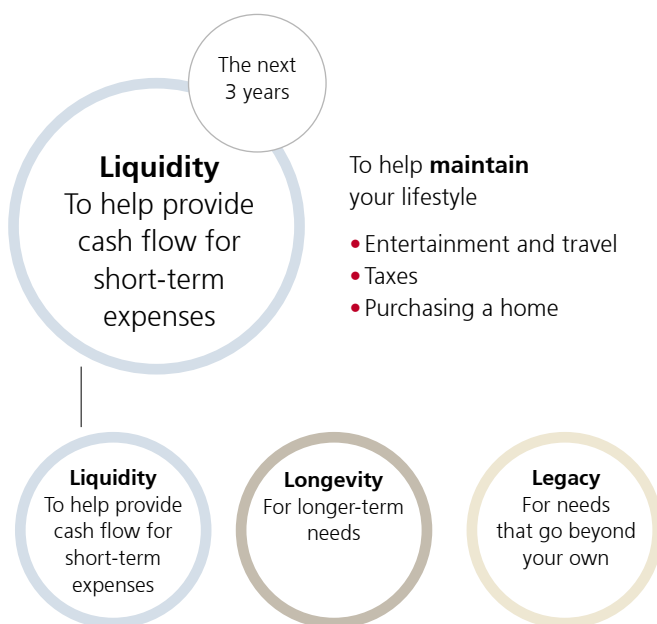 The next
3 years
Liquidity
To help provide
cash flow for
short-term
expenses
To help maintain
your lifestyle
• Entertainment and travel
• Taxes
• Purchasing a home
Liquidity
To help provide
cash flow for
short-term
expenses
Longevity
For longer-term
needs
Legacy
For needs
that go beyond
your own